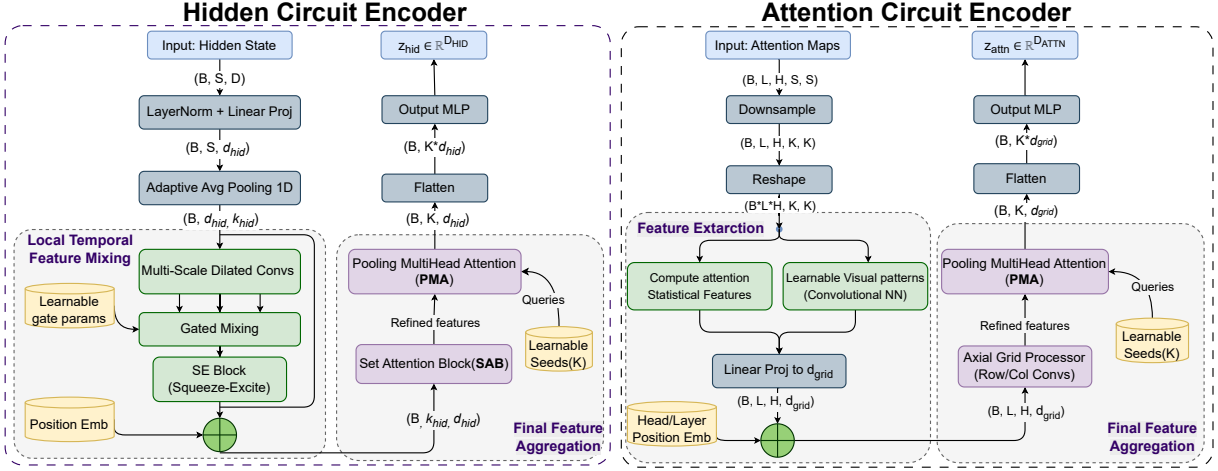 Hidden Circuit Encoder
Input: Hidden State
(B, S, D)
LayerNorm + Linear Proj
(B, S, d_hid)
Adaptive Avg Pooling 1D
(B, d_hid, k_hid)
Local Temporal
Feature Mixing
Multi-Scale Dilated Convs
Learnable
gate params
Gated Mixing
SE Block
(Squeeze-Excite)
Position Emb
z_hid ∈ ℝ^D_HID
Output MLP
(B, K*d_hid)
Flatten
(B, K, d_hid)
Pooling MultiHead Attention
(PMA)
Queries
Refined features
Learnable
Seeds(K)
Set Attention Block(SAB)
(B, k_hid, d_hid)
Final Feature
Aggregation
Attention Circuit Encoder
Input: Attention Maps
(B, L, H, S, S)
Downsample
(B, L, H, K, K)
Reshape
(B*L*H, K, K)
Feature Extarction
Compute attention
Statistical Features
Learnable Visual patterns
(Convolutional NN)
Linear Proj to d_grid
(B, L, H, d_grid)
Head/Layer
Position Emb
z_attn ∈ ℝ^D_ATTN
Output MLP
(B, K*d_grid)
Flatten
(B, K, d_grid)
Pooling MultiHead Attention
(PMA)
Queries
Refined features
Learnable
Seeds(K)
Axial Grid Processor
(Row/Col Convs)
(B, L, H, d_grid)
Final Feature
Aggregation